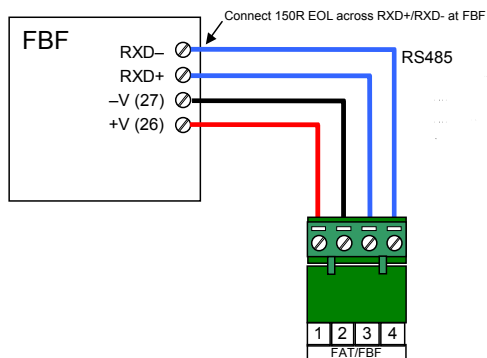 Connect 150R EOL across RXD+/RXD- at FBF
FBF
RXD–
RS485
RXD+
–V (27)
+V (26)
1 2 3 4
FAT/FBF